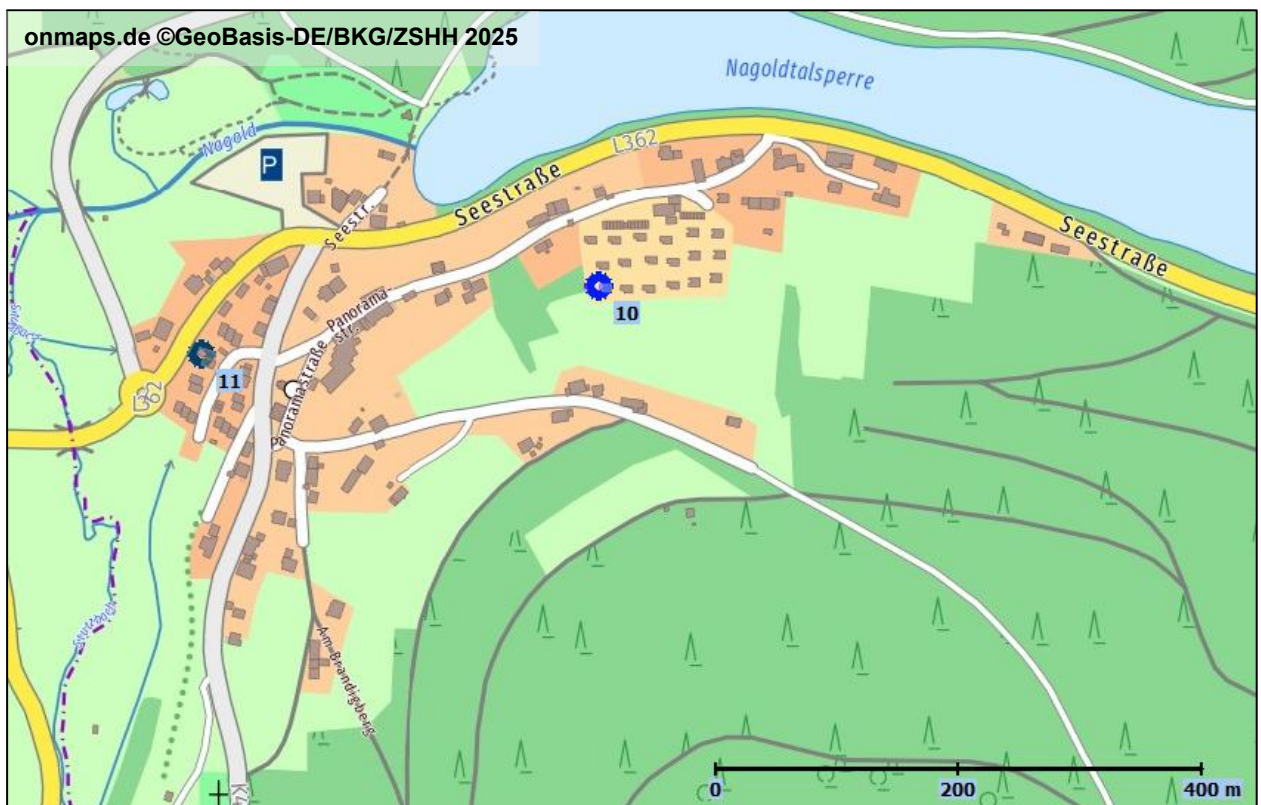 onmaps.de ©GeoBasis-DE/BKG/ZSHH 2025
Nagoldtalsperre
Nagold
P
L362
Seestraße
Seestr.
Seestraße
10
Panorama-
str.
11
L362
Panoramastraße
Am Brandigberg
K4
0
200
400 m